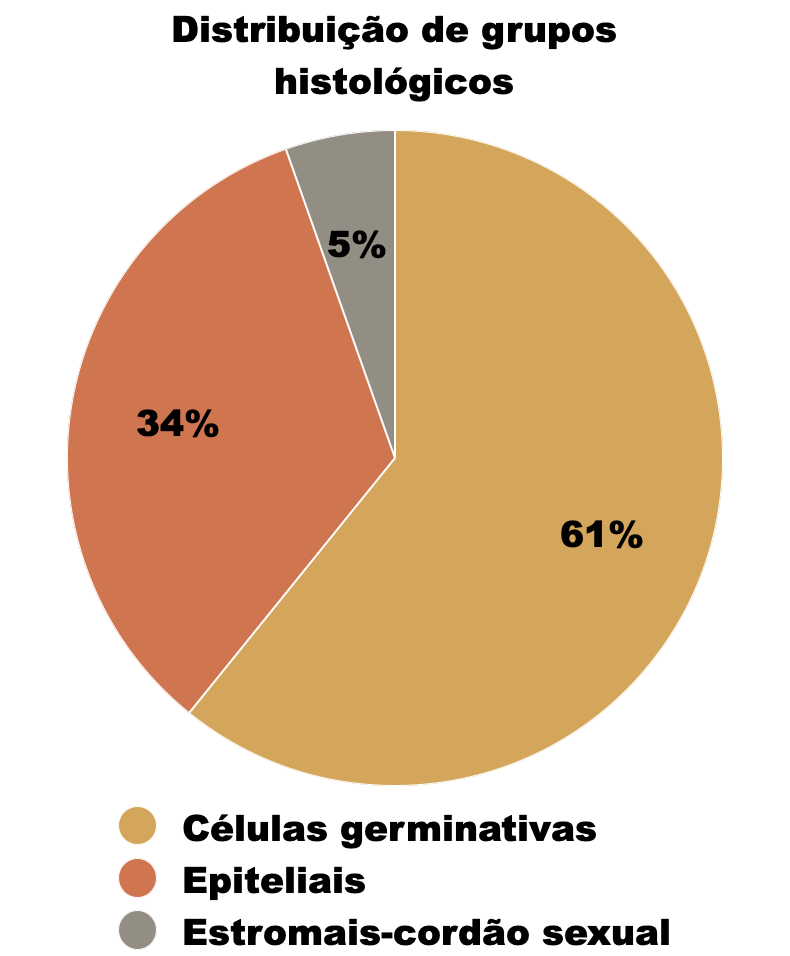 Distribuição de grupos
histológicos
5%
34%
61%
Células germinativas
Epiteliais
Estromais-cordão sexual